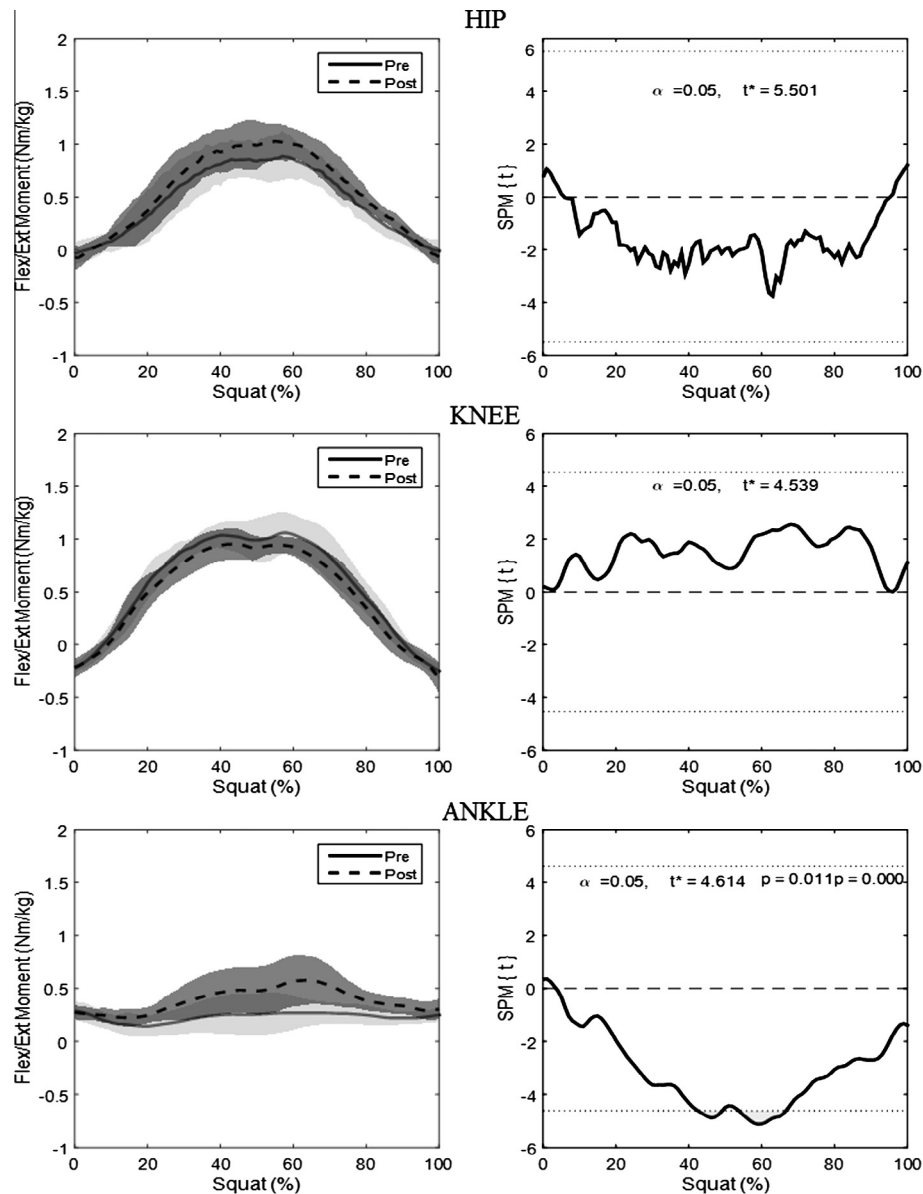 HIP
Flex/Ext Moment (Nm/kg)
2
1.5
1
0.5
0
-0.5
-1
Pre
Post
0 20 40 60 80 100
Squat (%)
SPM { t }
6
4
2
0
-2
-4
-6
α =0.05, t* = 5.501
0 20 40 60 80 100
Squat (%)
KNEE
Flex/Ext Moment (Nm/kg)
2
1.5
1
0.5
0
-0.5
-1
Pre
Post
0 20 40 60 80 100
Squat (%)
SPM { t }
6
4
2
0
-2
-4
-6
α =0.05, t* = 4.539
0 20 40 60 80 100
Squat (%)
ANKLE
Flex/Ext Moment (Nm/kg)
2
1.5
1
0.5
0
-0.5
-1
Pre
Post
0 20 40 60 80 100
Squat (%)
SPM { t }
6
4
2
0
-2
-4
-6
α =0.05, t* = 4.614 p = 0.011p = 0.000
0 20 40 60 80 100
Squat (%)